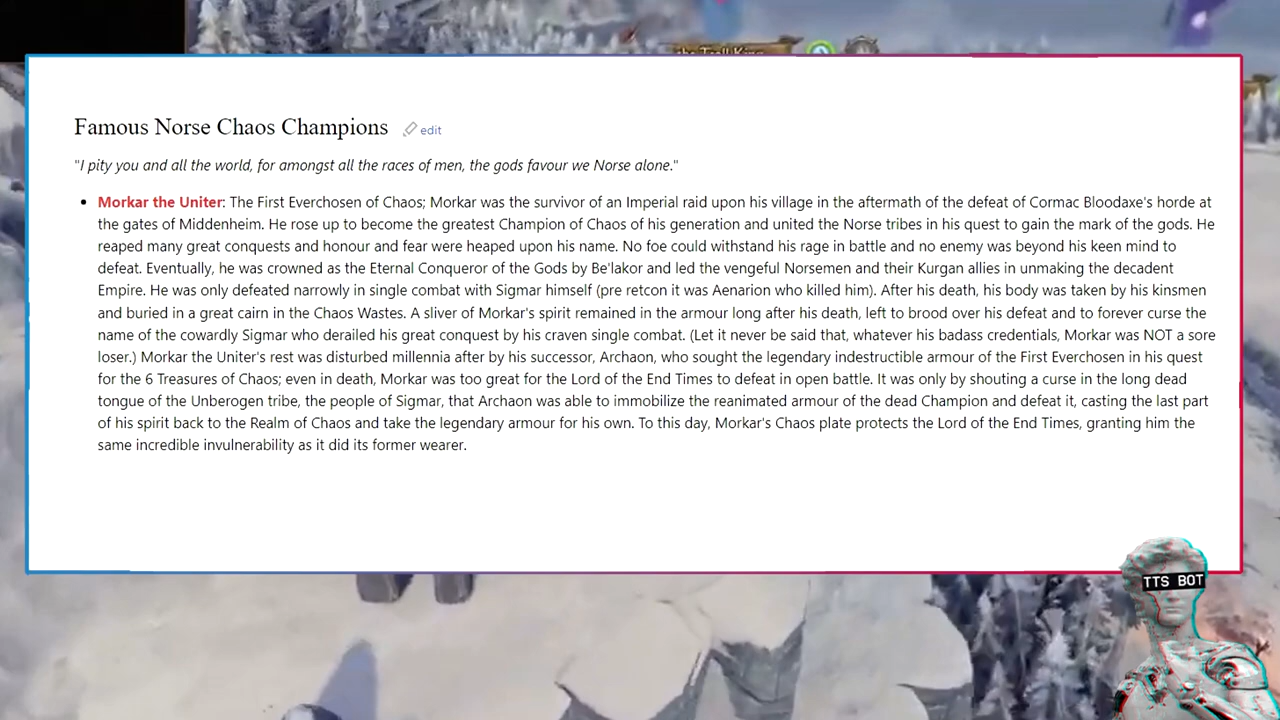 the Troll King
Famous Norse Chaos Champions edit
"I pity you and all the world, for amongst all the races of men, the gods favour we Norse alone."
• Morkar the Uniter: The First Everchosen of Chaos; Morkar was the survivor of an Imperial raid upon his village in the aftermath of the defeat of Cormac Bloodaxe's horde at
the gates of Middenheim. He rose up to become the greatest Champion of Chaos of his generation and united the Norse tribes in his quest to gain the mark of the gods. He
reaped many great conquests and honour and fear were heaped upon his name. No foe could withstand his rage in battle and no enemy was beyond his keen mind to
defeat. Eventually, he was crowned as the Eternal Conqueror of the Gods by Be'lakor and led the vengeful Norsemen and their Kurgan allies in unmaking the decadent
Empire. He was only defeated narrowly in single combat with Sigmar himself (pre retcon it was Aenarion who killed him). After his death, his body was taken by his kinsmen
and buried in a great cairn in the Chaos Wastes. A sliver of Morkar's spirit remained in the armour long after his death, left to brood over his defeat and to forever curse the
name of the cowardly Sigmar who derailed his great conquest by his craven single combat. (Let it never be said that, whatever his badass credentials, Morkar was NOT a sore
loser.) Morkar the Uniter's rest was disturbed millennia after by his successor, Archaon, who sought the legendary indestructible armour of the First Everchosen in his quest
for the 6 Treasures of Chaos; even in death, Morkar was too great for the Lord of the End Times to defeat in open battle. It was only by shouting a curse in the long dead
tongue of the Unberogen tribe, the people of Sigmar, that Archaon was able to immobilize the reanimated armour of the dead Champion and defeat it, casting the last part
of his spirit back to the Realm of Chaos and take the legendary armour for his own. To this day, Morkar's Chaos plate protects the Lord of the End Times, granting him the
same incredible invulnerability as it did its former wearer.
TTS BOT